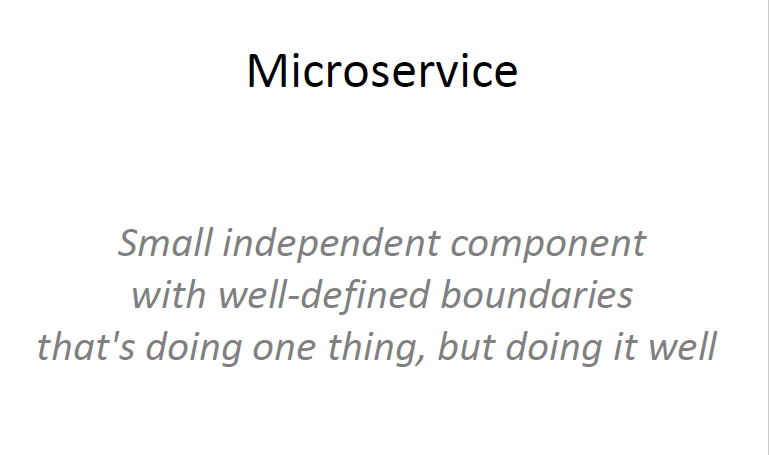 Microservice
Small independent component
with well-defined boundaries
that's doing one thing, but doing it well